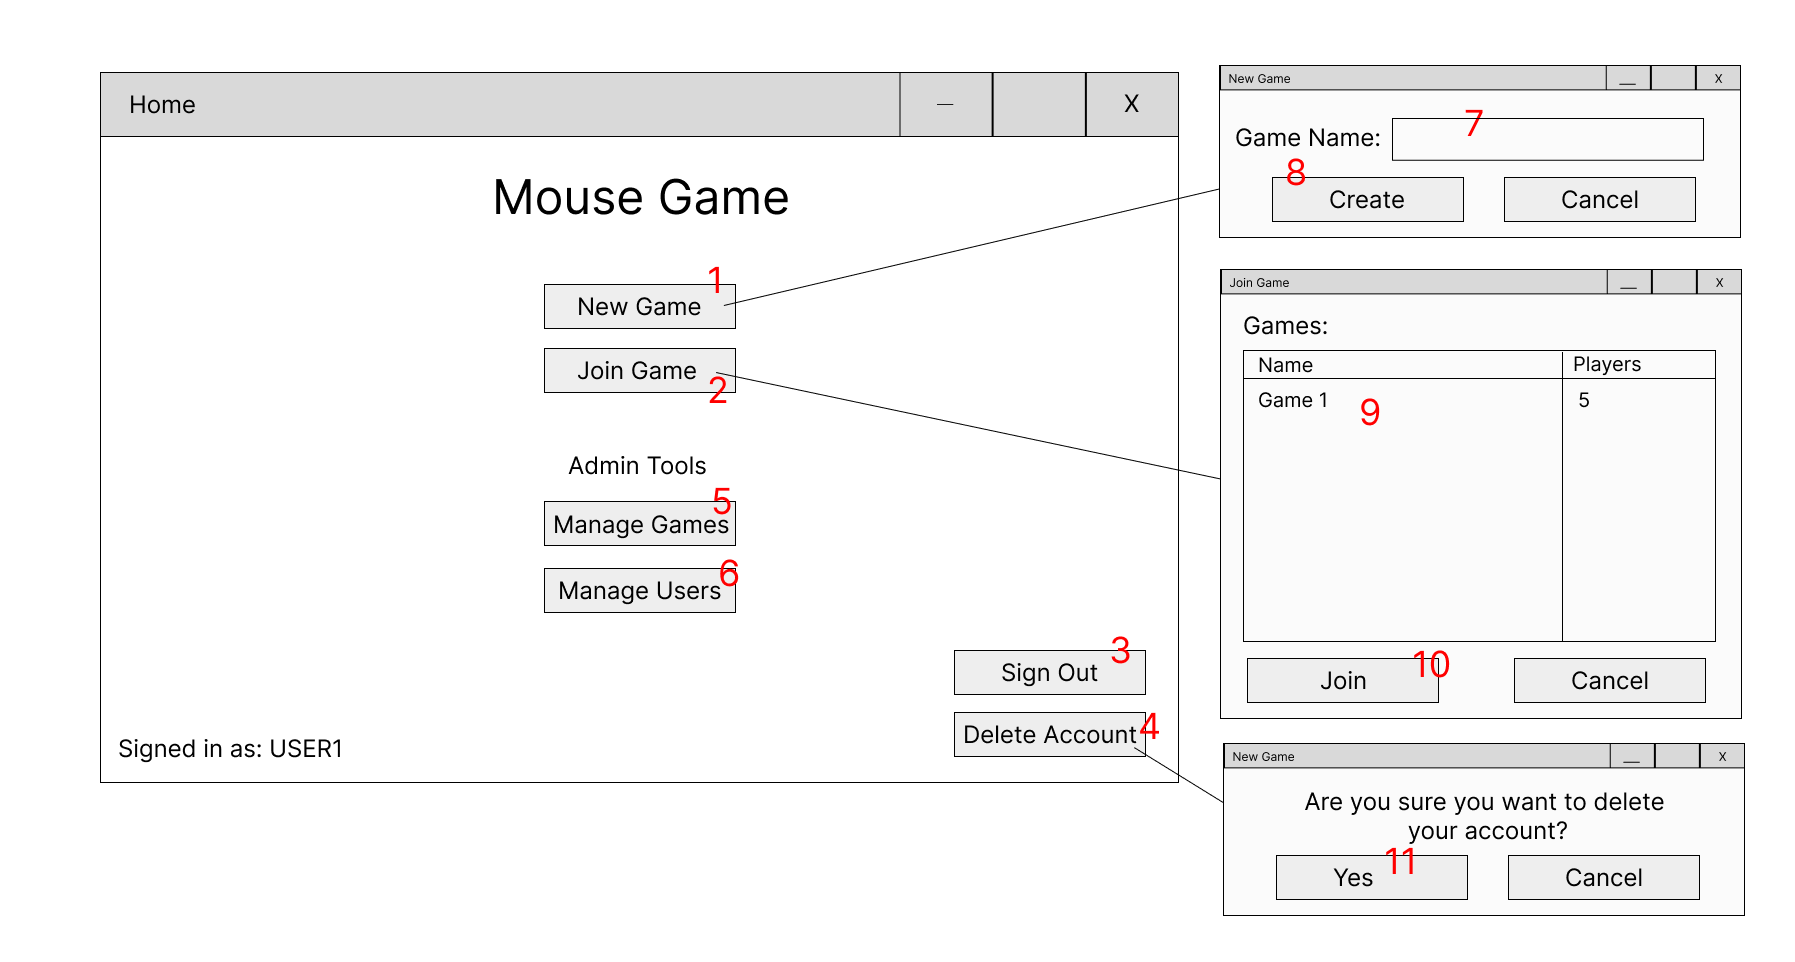 Home
X
Mouse Game
1
New Game
Join Game
2
Admin Tools
5
Manage Games
6
Manage Users
3
Sign Out
4
Delete Account
Signed in as: USER1
New Game
X
7
Game Name:
8
Create Cancel
Join Game
X
Games:
Name Players
Game 1 5
9
10
Join Cancel
New Game
X
Are you sure you want to delete
your account?
11
Yes Cancel